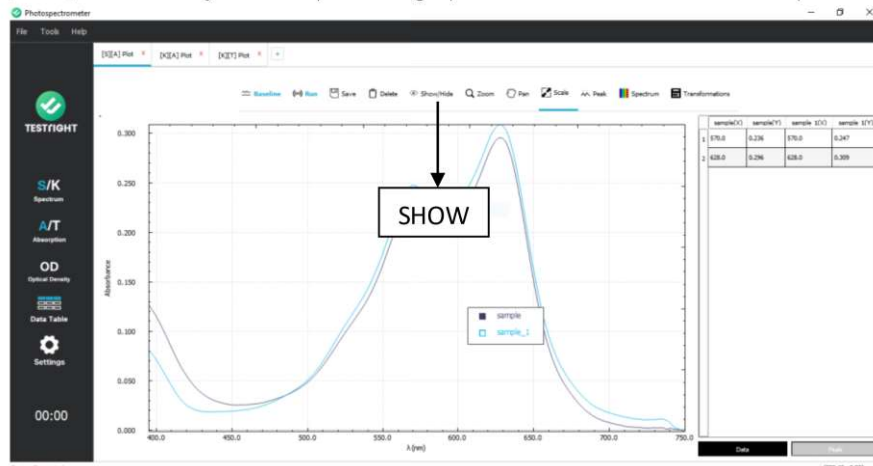 Photospectrometer
File Tools Help
[S][A] Plot × [K][A] Plot × [K][T] Plot × +
Baseline Run Save Delete Show/Hide Zoom Pan Scale Peak Spectrum Transformations
TESTRIGHT
S/K
Spectrum
A/T
Absorption
OD
Optical Density
Data Table
Settings
00:00
SHOW
Absorbance
0.300
0.250
0.200
0.150
0.100
0.050
0.000
400.0 450.0 500.0 550.0 600.0 650.0 700.0 750.0
λ (nm)
sample
sample_1
sample(X) sample(Y) sample 1(X) sample 1(Y)
1 570.0 0.236 570.0 0.247
2 628.0 0.296 628.0 0.309
Data Peak